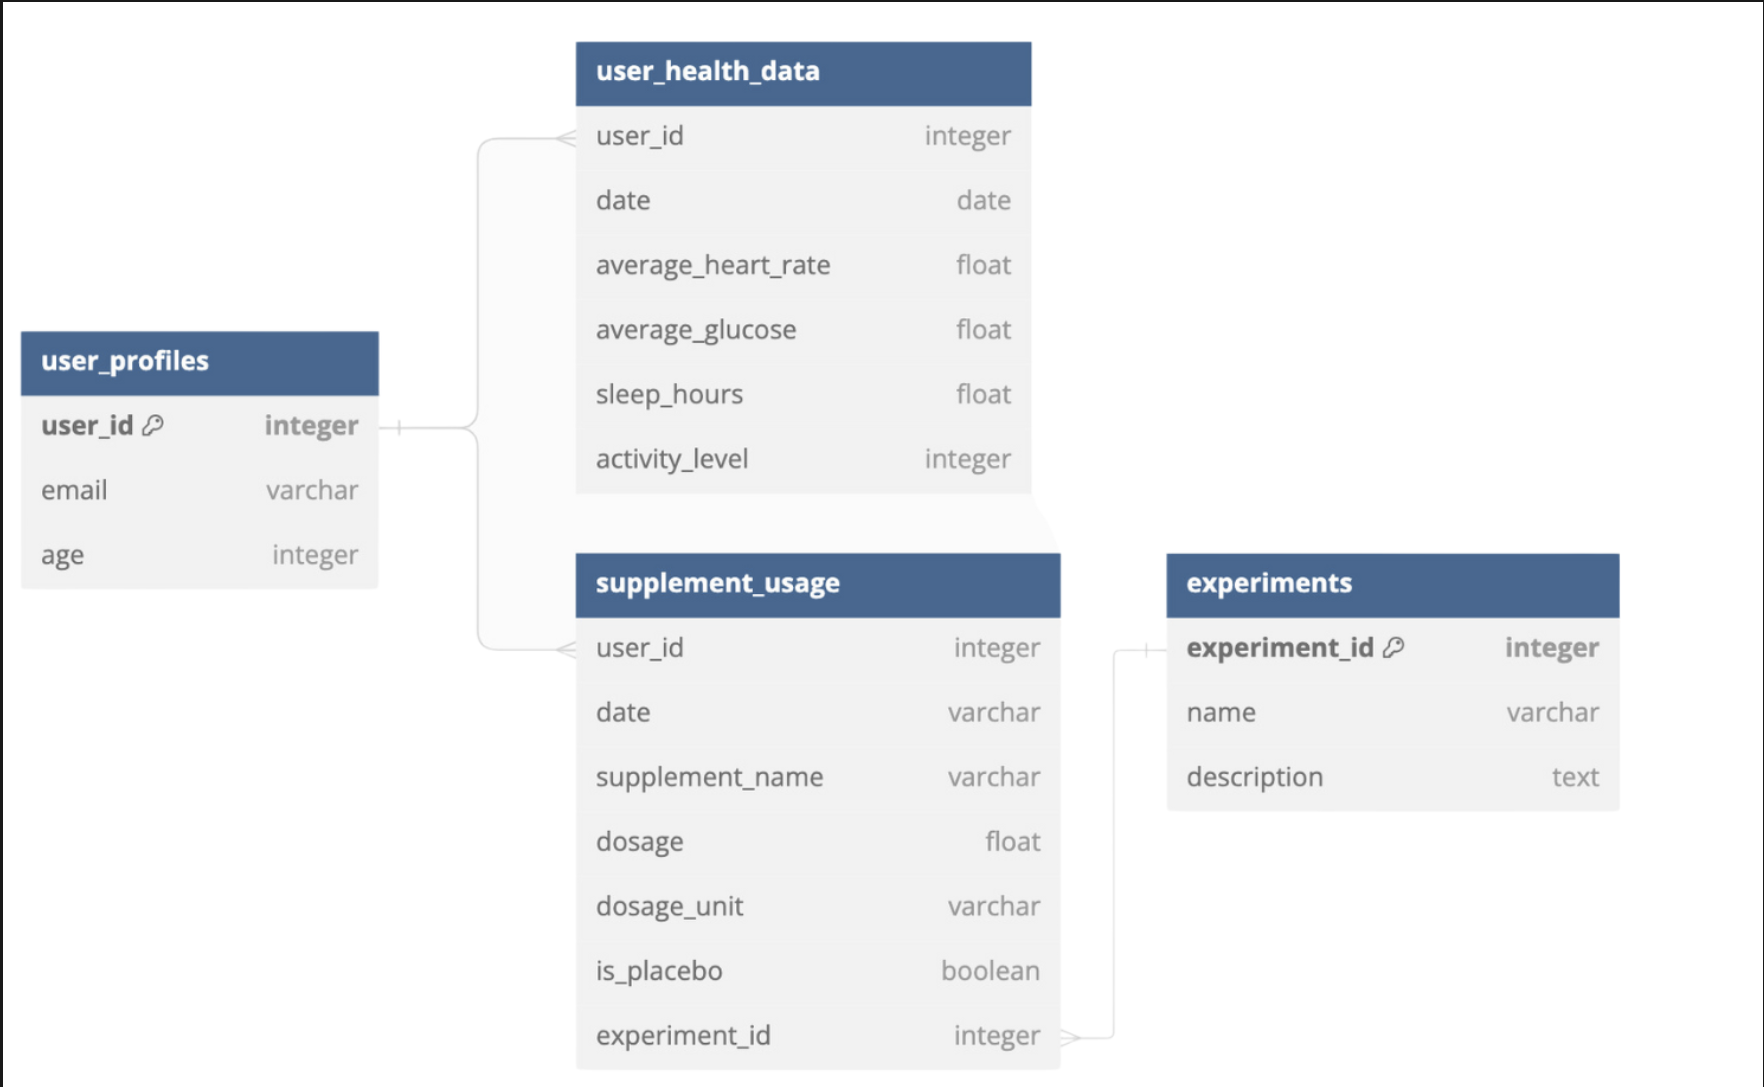 user_health_data
user_id integer
date date
average_heart_rate float
average_glucose float
sleep_hours float
activity_level integer
user_profiles
user_id integer
email varchar
age integer
supplement_usage
user_id integer
date varchar
supplement_name varchar
dosage float
dosage_unit varchar
is_placebo boolean
experiment_id integer
experiments
experiment_id integer
name varchar
description text